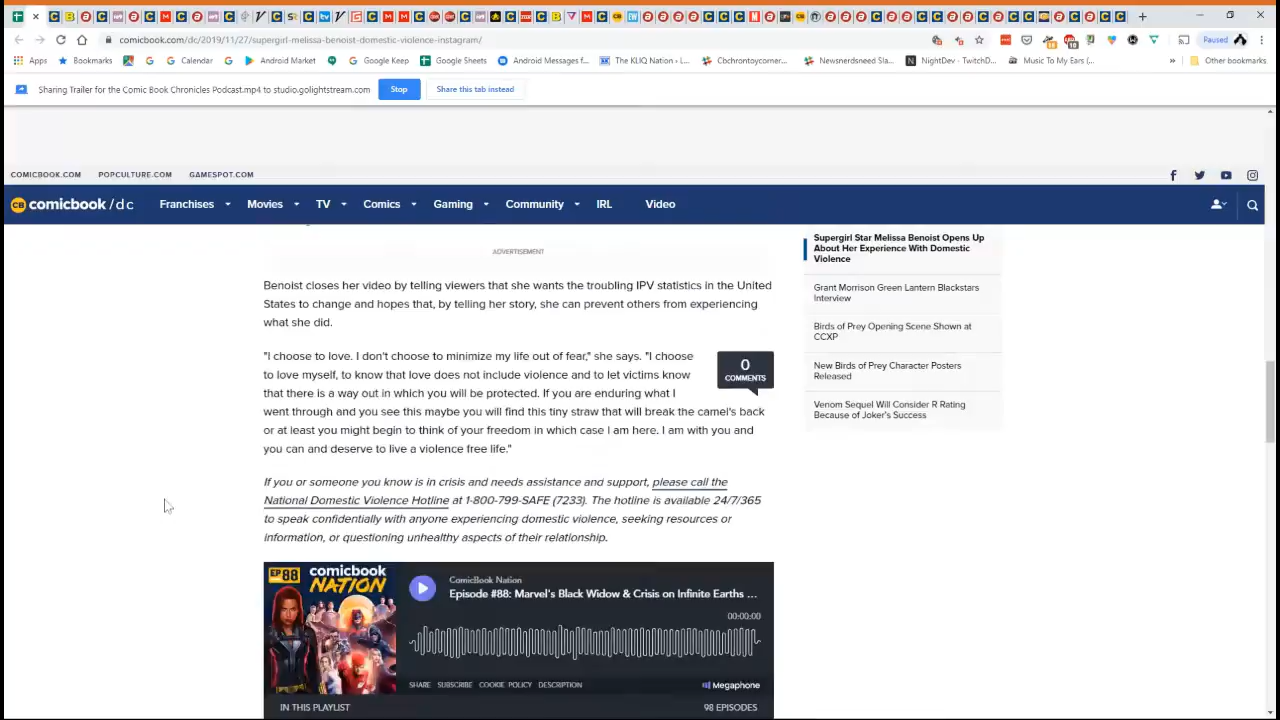 Paused
comicbook.com/dc/2019/11/27/supergirl-melissa-benoist-domestic-violence-instagram/
Apps Bookmarks Calendar Android Market Google Keep Google Sheets Android Messages f... The KLIQ Nation ‹ L... Cbchrontoycorner... Newsnerdsneed Sla... NightDev - TwitchD... Music To My Ears (... » Other bookmarks
Sharing Trailer for the Comic Book Chronicles Podcast.mp4 to studio.golightstream.com Stop Share this tab instead
COMICBOOK.COM POPCULTURE.COM GAMESPOT.COM
CB comicbook/dc Franchises Movies TV Comics Gaming Community IRL Video
ADVERTISEMENT
Benoist closes her video by telling viewers that she wants the troubling IPV statistics in the United
States to change and hopes that, by telling her story, she can prevent others from experiencing
what she did.
"I choose to love. I don't choose to minimize my life out of fear," she says. "I choose
to love myself, to know that love does not include violence and to let victims know
that there is a way out in which you will be protected. If you are enduring what I
went through and you see this maybe you will find this tiny straw that will break the camel's back
or at least you might begin to think of your freedom in which case I am here. I am with you and
you can and deserve to live a violence free life."
0
COMMENTS
If you or someone you know is in crisis and needs assistance and support, please call the
National Domestic Violence Hotline at 1-800-799-SAFE (7233). The hotline is available 24/7/365
to speak confidentially with anyone experiencing domestic violence, seeking resources or
information, or questioning unhealthy aspects of their relationship.
EP 88
comicbook
NATION
ComicBook Nation
Episode #88: Marvel's Black Widow & Crisis on Infinite Earths ...
00:00:00
SHARE SUBSCRIBE COOKIE POLICY DESCRIPTION
Megaphone
IN THIS PLAYLIST 98 EPISODES
Supergirl Star Melissa Benoist Opens Up
About Her Experience With Domestic
Violence
Grant Morrison Green Lantern Blackstars
Interview
Birds of Prey Opening Scene Shown at
CCXP
New Birds of Prey Character Posters
Released
Venom Sequel Will Consider R Rating
Because of Joker's Success